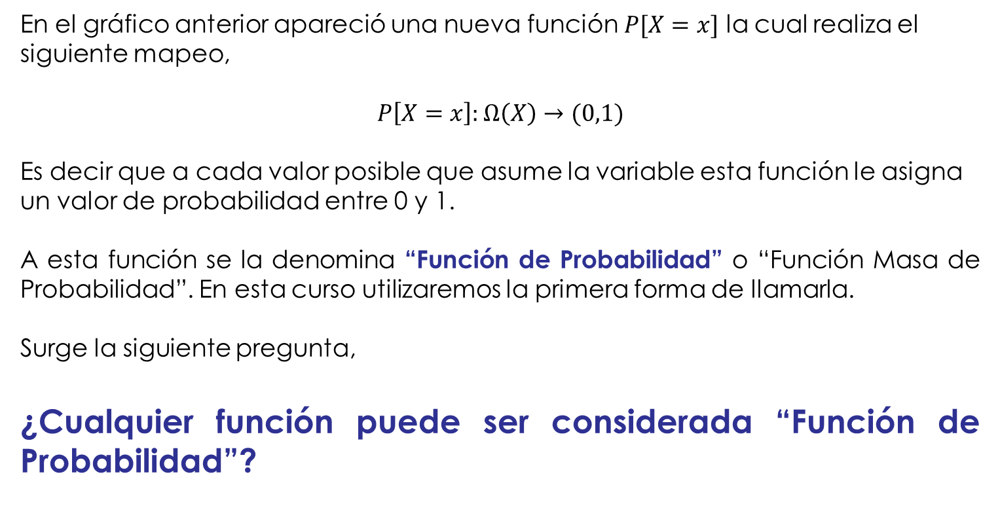 En el gráfico anterior apareció una nueva función P[X = x] la cual realiza el
siguiente mapeo,
P[X = x]: Ω(X) → (0,1)
Es decir que a cada valor posible que asume la variable esta función le asigna
un valor de probabilidad entre 0 y 1.
A esta función se la denomina “Función de Probabilidad” o “Función Masa de
Probabilidad”. En esta curso utilizaremos la primera forma de llamarla.
Surge la siguiente pregunta,
¿Cualquier función puede ser considerada “Función de
Probabilidad”?